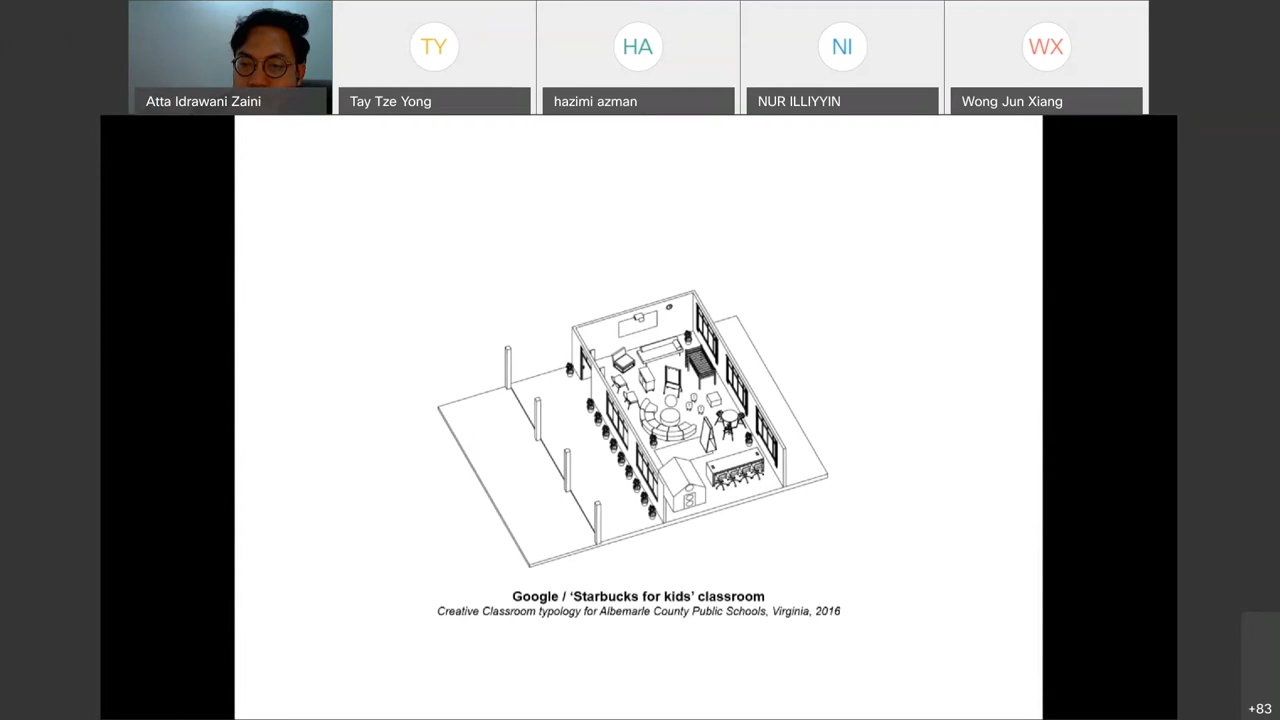 TY
HA
NI
WX
Atta Idrawani Zaini
Tay Tze Yong
hazimi azman
NUR ILLIYYIN
Wong Jun Xiang
Google / ‘Starbucks for kids’ classroom
Creative Classroom typology for Albemarle County Public Schools, Virginia, 2016
+83